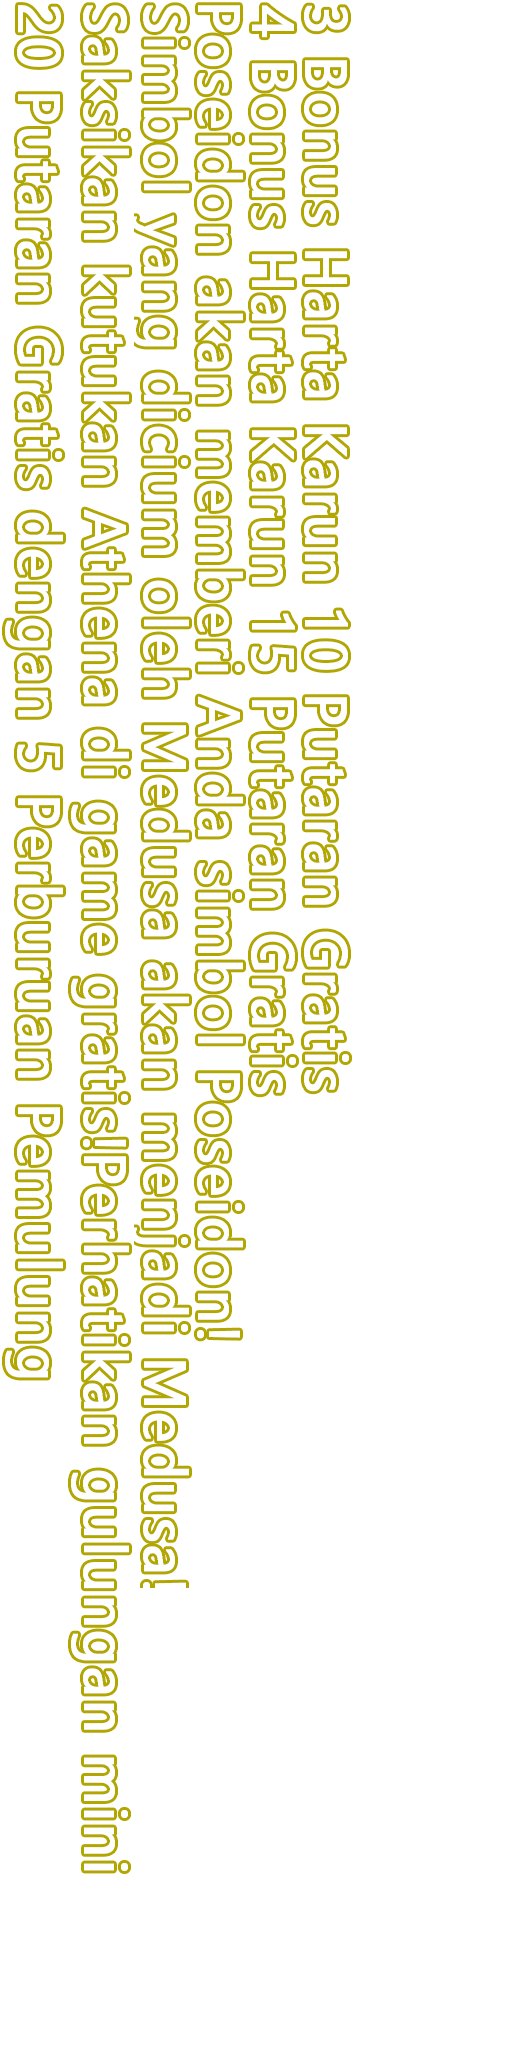 3 Bonus Harta Karun 10 Putaran Gratis
4 Bonus Harta Karun 15 Putaran Gratis
Poseidon akan memberi Anda simbol Poseidon!
Simbol yang dicium oleh Medusa akan menjadi Medusa!
Saksikan kutukan Athena di game gratis!Perhatikan gulungan mini
20 Putaran Gratis dengan 5 Perburuan Pemulung